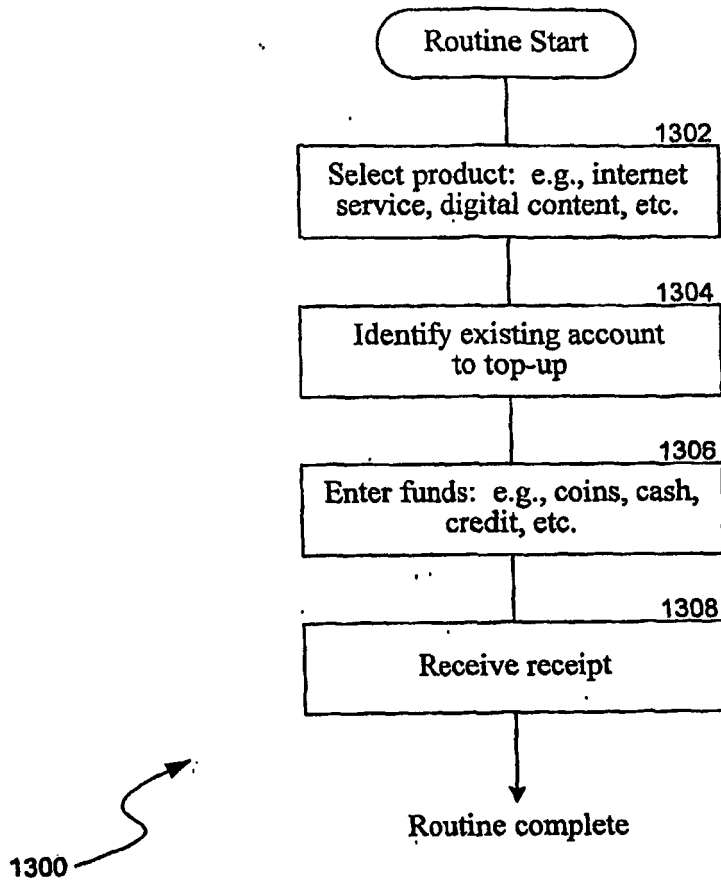 Routine Start
1302
Select product: e.g., internet
service, digital content, etc.
1304
Identify existing account
to top-up
1306
Enter funds: e.g., coins, cash,
credit, etc.
1308
Receive receipt
Routine complete
1300